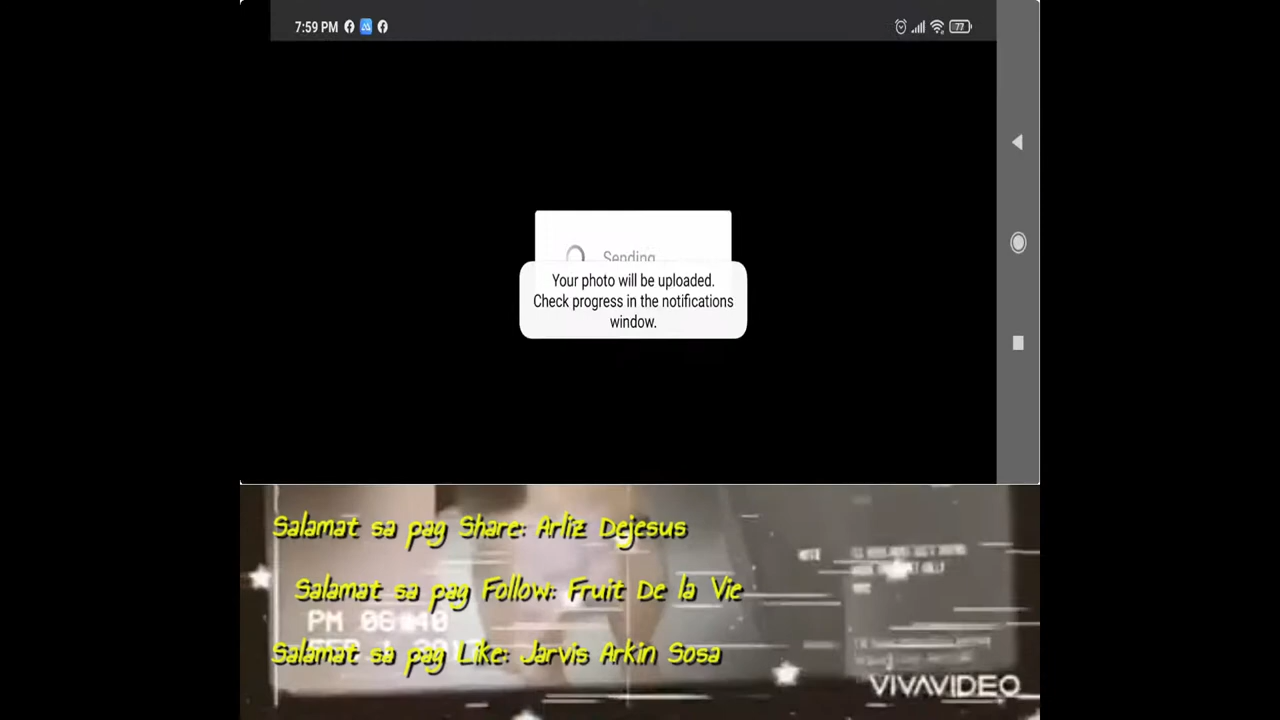 7:59 PM
77
Sending
Your photo will be uploaded.
Check progress in the notifications
window.
Salamat sa pag Share: Arliz Dejesus
Salamat sa pag Follow: Fruit De la Vie
PM 06:40
Salamat sa pag Like: Jarvis Arkin Sosa
VIVAVIDEO